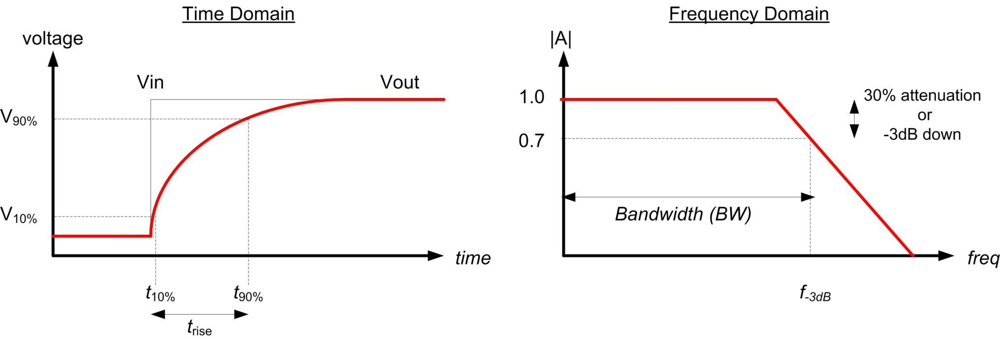 Time Domain
voltage
Vin
Vout
V90%
V10%
time
t10%
t90%
trise
Frequency Domain
|A|
1.0
0.7
30% attenuation
or
-3dB down
Bandwidth (BW)
freq
f-3dB